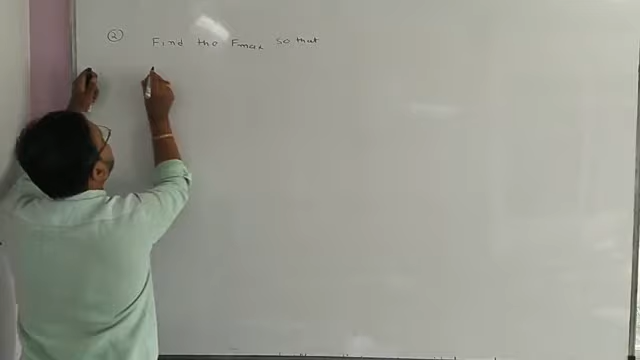 ② Find the Fmax so that